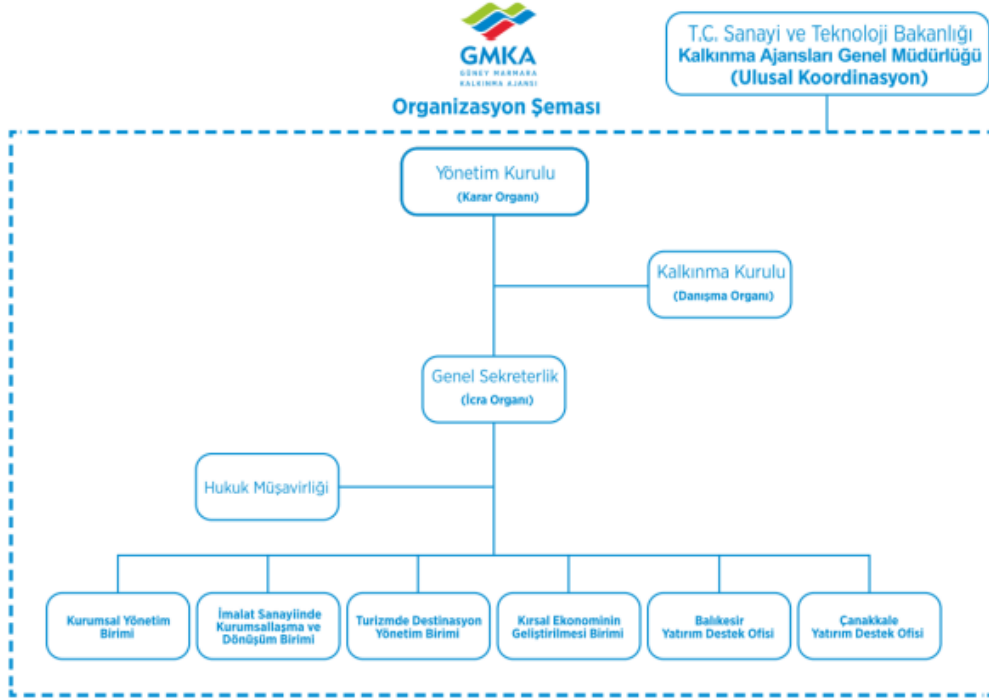 GMKA
GÜNEY MARMARA
KALKINMA AJANSI
Organizasyon Şeması
T.C. Sanayi ve Teknoloji Bakanlığı
Kalkınma Ajansları Genel Müdürlüğü
(Ulusal Koordinasyon)
Yönetim Kurulu
(Karar Organı)
Kalkınma Kurulu
(Danışma Organı)
Genel Sekreterlik
(İcra Organı)
Hukuk Müşavirliği
Kurumsal Yönetim
Birimi
İmalat Sanayiinde
Kurumsallaşma ve
Dönüşüm Birimi
Turizmde Destinasyon
Yönetim Birimi
Kırsal Ekonominin
Geliştirilmesi Birimi
Balıkesir
Yatırım Destek Ofisi
Çanakkale
Yatırım Destek Ofisi